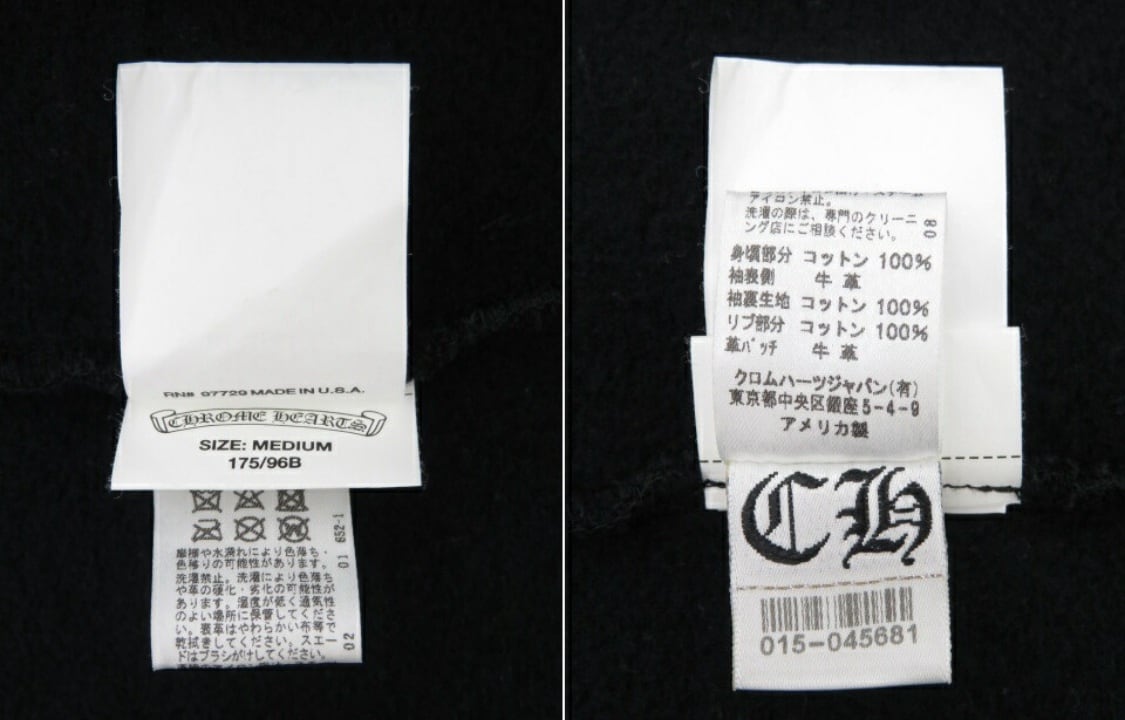 RN# 97729 MADE IN U.S.A.
CHROME HEARTS
SIZE: MEDIUM
175/96B
652-1
01
摩擦や水濡れにより色落ち・
色移りの可能性があります。
洗濯禁止。洗濯により色落ち
や革の硬化・劣化の可能性が
あります。湿度が低く通気性
のよい場所に保管してくださ
い。表革はやわらかい布等で
乾拭きしてください。スエー
ドはブラシがけしてください。
02
アイロン禁止。
洗濯の際は、専門のクリーニ
ング店にご相談ください。
80
身頃部分 コットン 100%
袖表側 牛革
袖裏生地 コットン 100%
リブ部分 コットン 100%
革パッチ 牛革
クロムハーツジャパン(有)
東京都中央区銀座5-4-9
アメリカ製
CH
015-045681